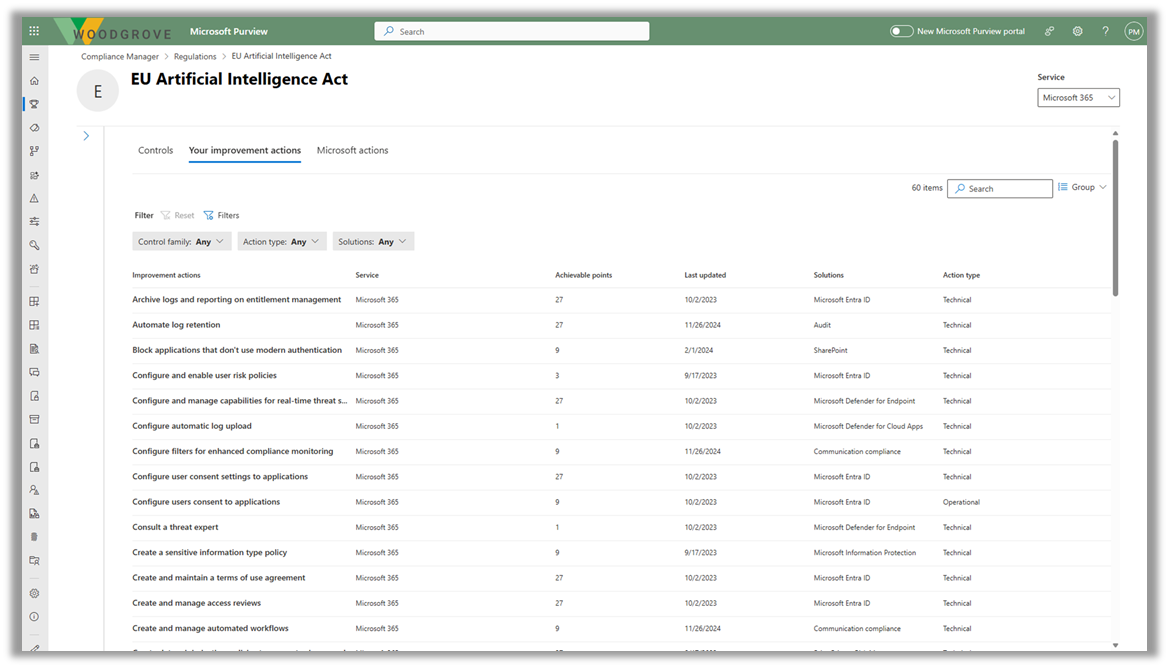 WOODGROVE Microsoft Purview Search New Microsoft Purview portal ? PM
Compliance Manager > Regulations > EU Artificial Intelligence Act
E EU Artificial Intelligence Act
Service
Microsoft 365
Controls Your improvement actions Microsoft actions
60 items Search Group
Filter Reset Filters
Control family: Any Action type: Any Solutions: Any
Improvement actions Service Achievable points Last updated Solutions Action type
Archive logs and reporting on entitlement management Microsoft 365 27 10/2/2023 Microsoft Entra ID Technical
Automate log retention Microsoft 365 27 11/26/2024 Audit Technical
Block applications that don't use modern authentication Microsoft 365 9 2/1/2024 SharePoint Technical
Configure and enable user risk policies Microsoft 365 3 9/17/2023 Microsoft Entra ID Technical
Configure and manage capabilities for real-time threat s... Microsoft 365 27 10/2/2023 Microsoft Defender for Endpoint Technical
Configure automatic log upload Microsoft 365 1 10/2/2023 Microsoft Defender for Cloud Apps Technical
Configure filters for enhanced compliance monitoring Microsoft 365 9 11/26/2024 Communication compliance Technical
Configure user consent settings to applications Microsoft 365 27 10/2/2023 Microsoft Entra ID Technical
Configure users consent to applications Microsoft 365 9 10/2/2023 Microsoft Entra ID Operational
Consult a threat expert Microsoft 365 1 10/2/2023 Microsoft Defender for Endpoint Technical
Create a sensitive information type policy Microsoft 365 9 9/17/2023 Microsoft Information Protection Technical
Create and maintain a terms of use agreement Microsoft 365 27 10/2/2023 Microsoft Entra ID Technical
Create and manage access reviews Microsoft 365 27 10/2/2023 Microsoft Entra ID Technical
Create and manage automated workflows Microsoft 365 9 11/26/2024 Communication compliance Technical